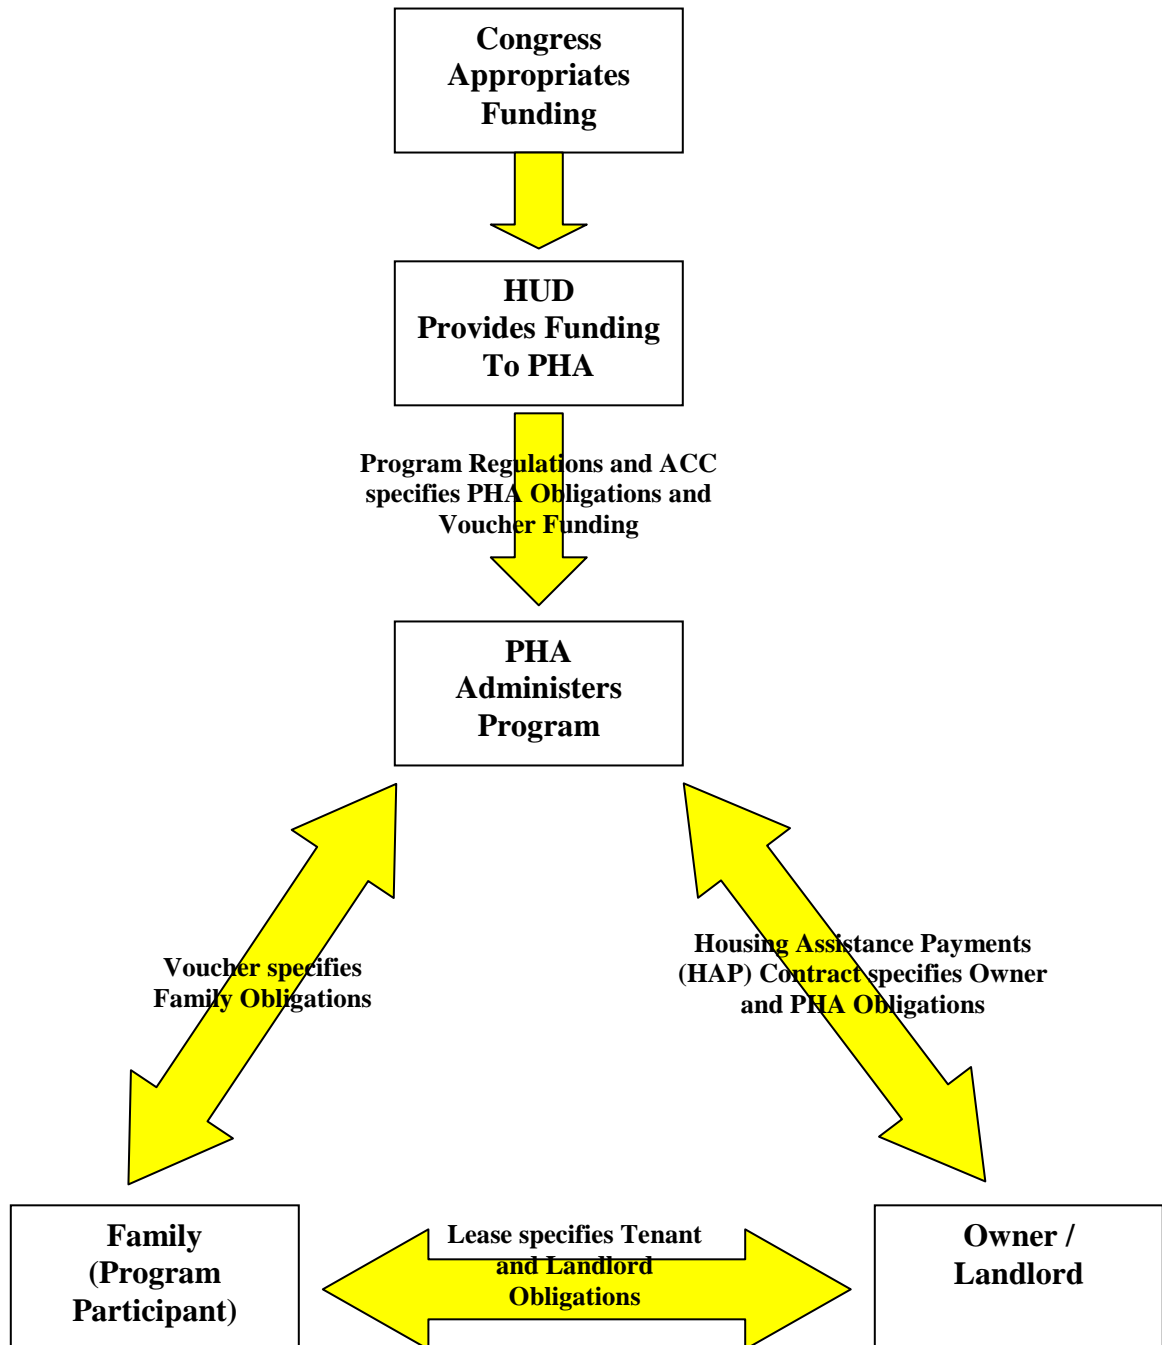 Congress
Appropriates
Funding
HUD
Provides Funding
To PHA
Program Regulations and ACC
specifies PHA Obligations and
Voucher Funding
PHA
Administers
Program
Voucher specifies
Family Obligations
Housing Assistance Payments
(HAP) Contract specifies Owner
and PHA Obligations
Family
(Program
Participant)
Lease specifies Tenant
and Landlord
Obligations
Owner /
Landlord